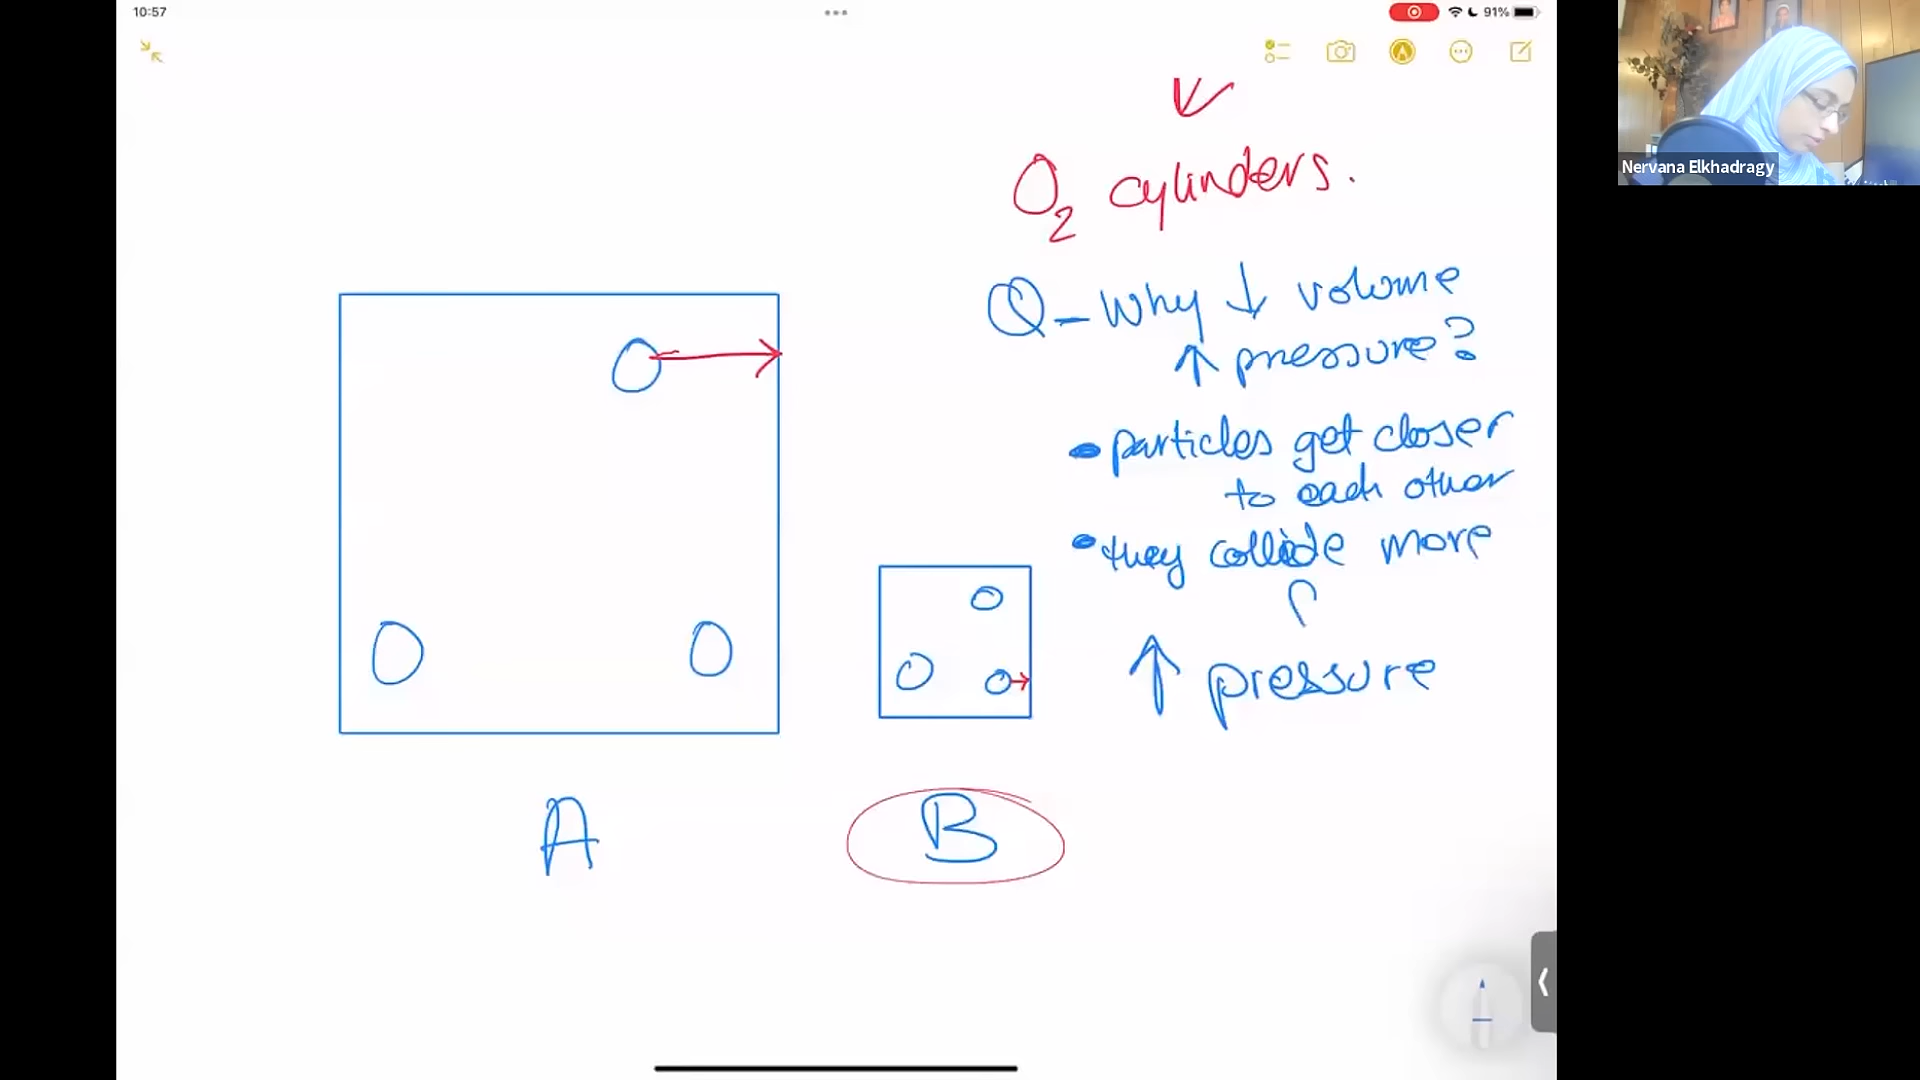 10:57
91%
O2 cylinders.
Q - Why ↓ volume
↑ pressure?
• particles get closer
to each other
• they collide more
↑ pressure
A
B
Nervana Elkhadragy